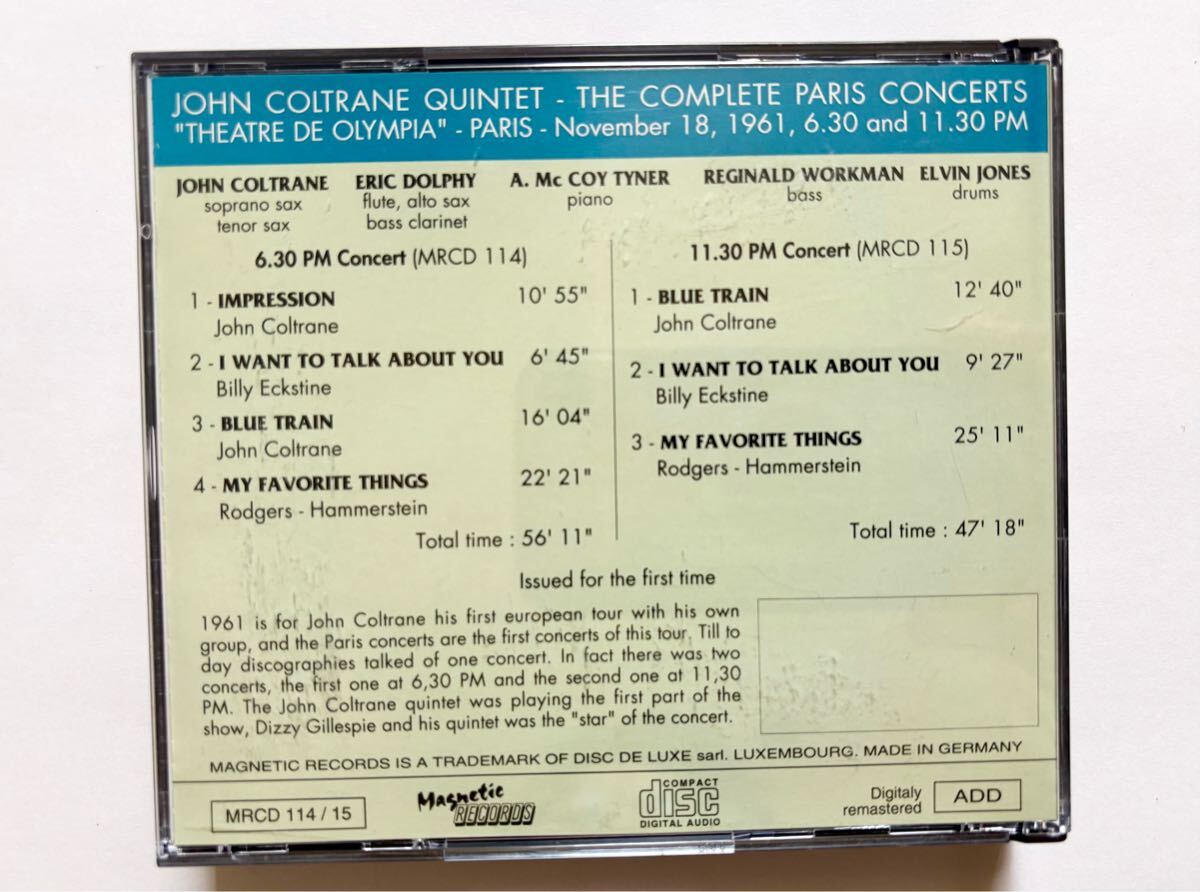 JOHN COLTRANE QUINTET - THE COMPLETE PARIS CONCERTS
"THEATRE DE OLYMPIA" - PARIS - November 18, 1961, 6.30 and 11.30 PM
JOHN COLTRANE
soprano sax
tenor sax
ERIC DOLPHY
flute, alto sax
bass clarinet
A. Mc COY TYNER
piano
REGINALD WORKMAN
bass
ELVIN JONES
drums
6.30 PM Concert (MRCD 114)
1 - IMPRESSION 10' 55"
John Coltrane
2 - I WANT TO TALK ABOUT YOU 6' 45"
Billy Eckstine
3 - BLUE TRAIN 16' 04"
John Coltrane
4 - MY FAVORITE THINGS 22' 21"
Rodgers - Hammerstein
Total time : 56' 11"
11.30 PM Concert (MRCD 115)
1 - BLUE TRAIN 12' 40"
John Coltrane
2 - I WANT TO TALK ABOUT YOU 9' 27"
Billy Eckstine
3 - MY FAVORITE THINGS 25' 11"
Rodgers - Hammerstein
Total time : 47' 18"
Issued for the first time
1961 is for John Coltrane his first european tour with his own
group, and the Paris concerts are the first concerts of this tour. Till to
day discographies talked of one concert. In fact there was two
concerts, the first one at 6,30 PM and the second one at 11,30
PM. The John Coltrane quintet was playing the first part of the
show, Dizzy Gillespie and his quintet was the "star" of the concert.
MAGNETIC RECORDS IS A TRADEMARK OF DISC DE LUXE sarl. LUXEMBOURG. MADE IN GERMANY
MRCD 114 / 15
Magnetic
RECORDS
COMPACT
disc
DIGITAL AUDIO
Digitaly
remastered
ADD